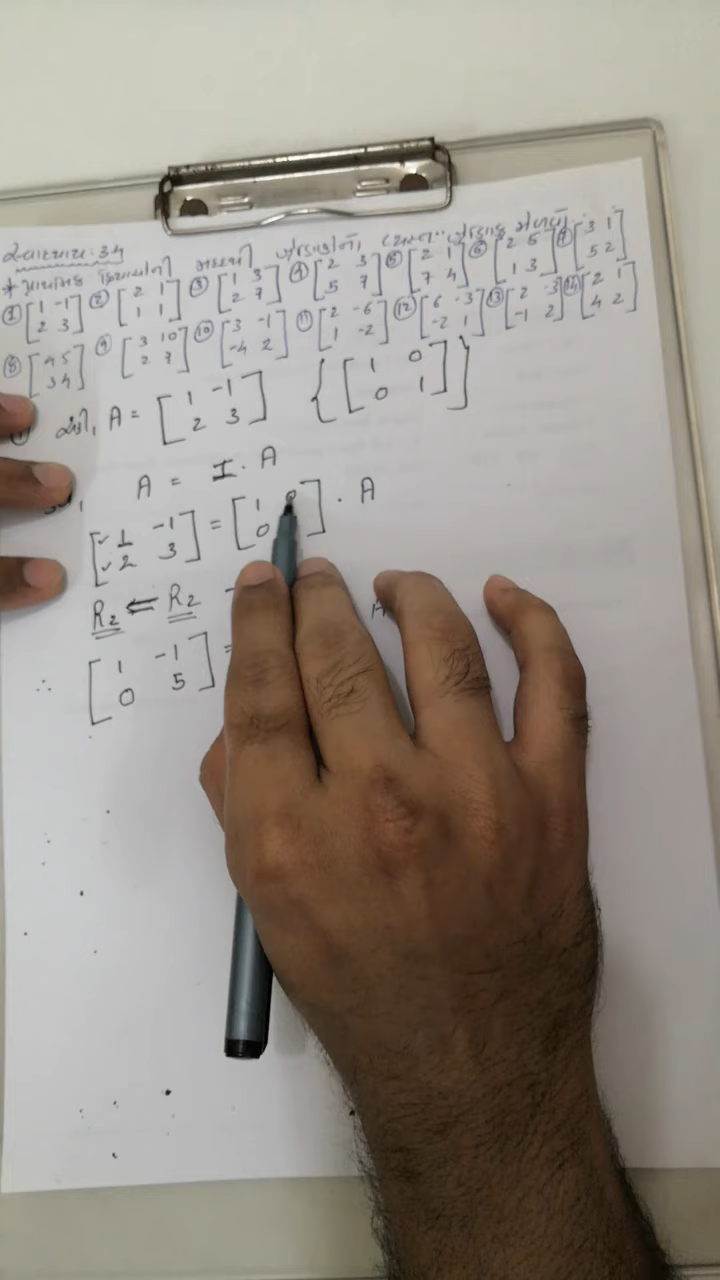 સ્વાધ્યાય: 3.4
* પ્રાથમિક
① [1 -1; 2 3] ② [2 1; 1 1] ③ [1 3; 2 7] ④ [2 3; 5 7] ⑤ [2 1; 7 4] ⑥ [2 5; 1 3] ⑦ [3 1; 5 2]
⑧ [4 5; 3 4] ⑨ [3 10; 2 7] ⑩ [3 -1; -4 2] ⑪ [2 -6; 1 -2] ⑫ [6 -3; -2 1] ⑬ [2 -3; -1 2] ⑭ [2 1; 4 2]
A = [1 -1; 2 3] {[1 0; 0 1]}
A = I . A
[1 -1; 2 3] = [1 0; 0 ] . A
R₂ ⇐ R₂ -
∴ [1 -1; 0 5] =